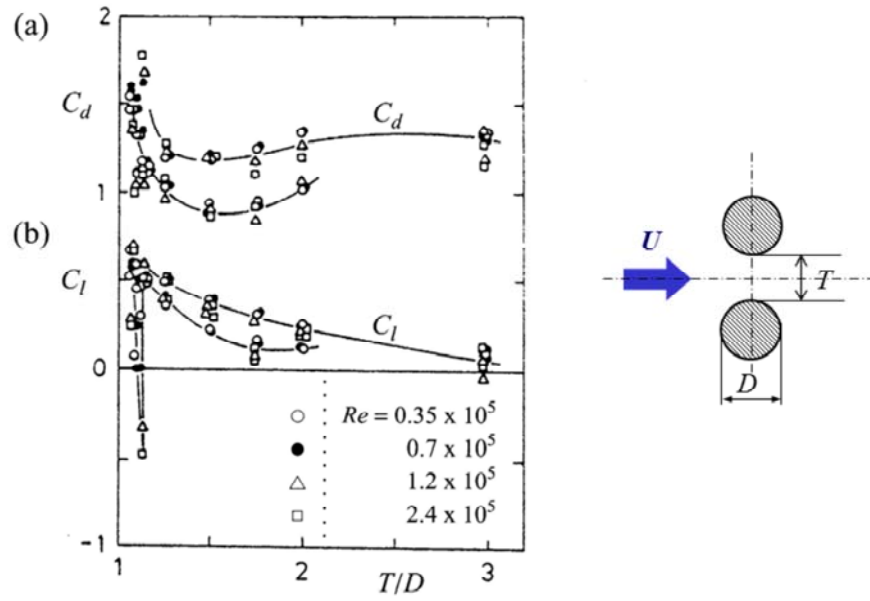 (a)
2
C_d
C_d
1
(b)
C_l
C_l
0
Re = 0.35 x 10^5
0.7 x 10^5
1.2 x 10^5
2.4 x 10^5
-1
1
2
T/D
3
U
T
D